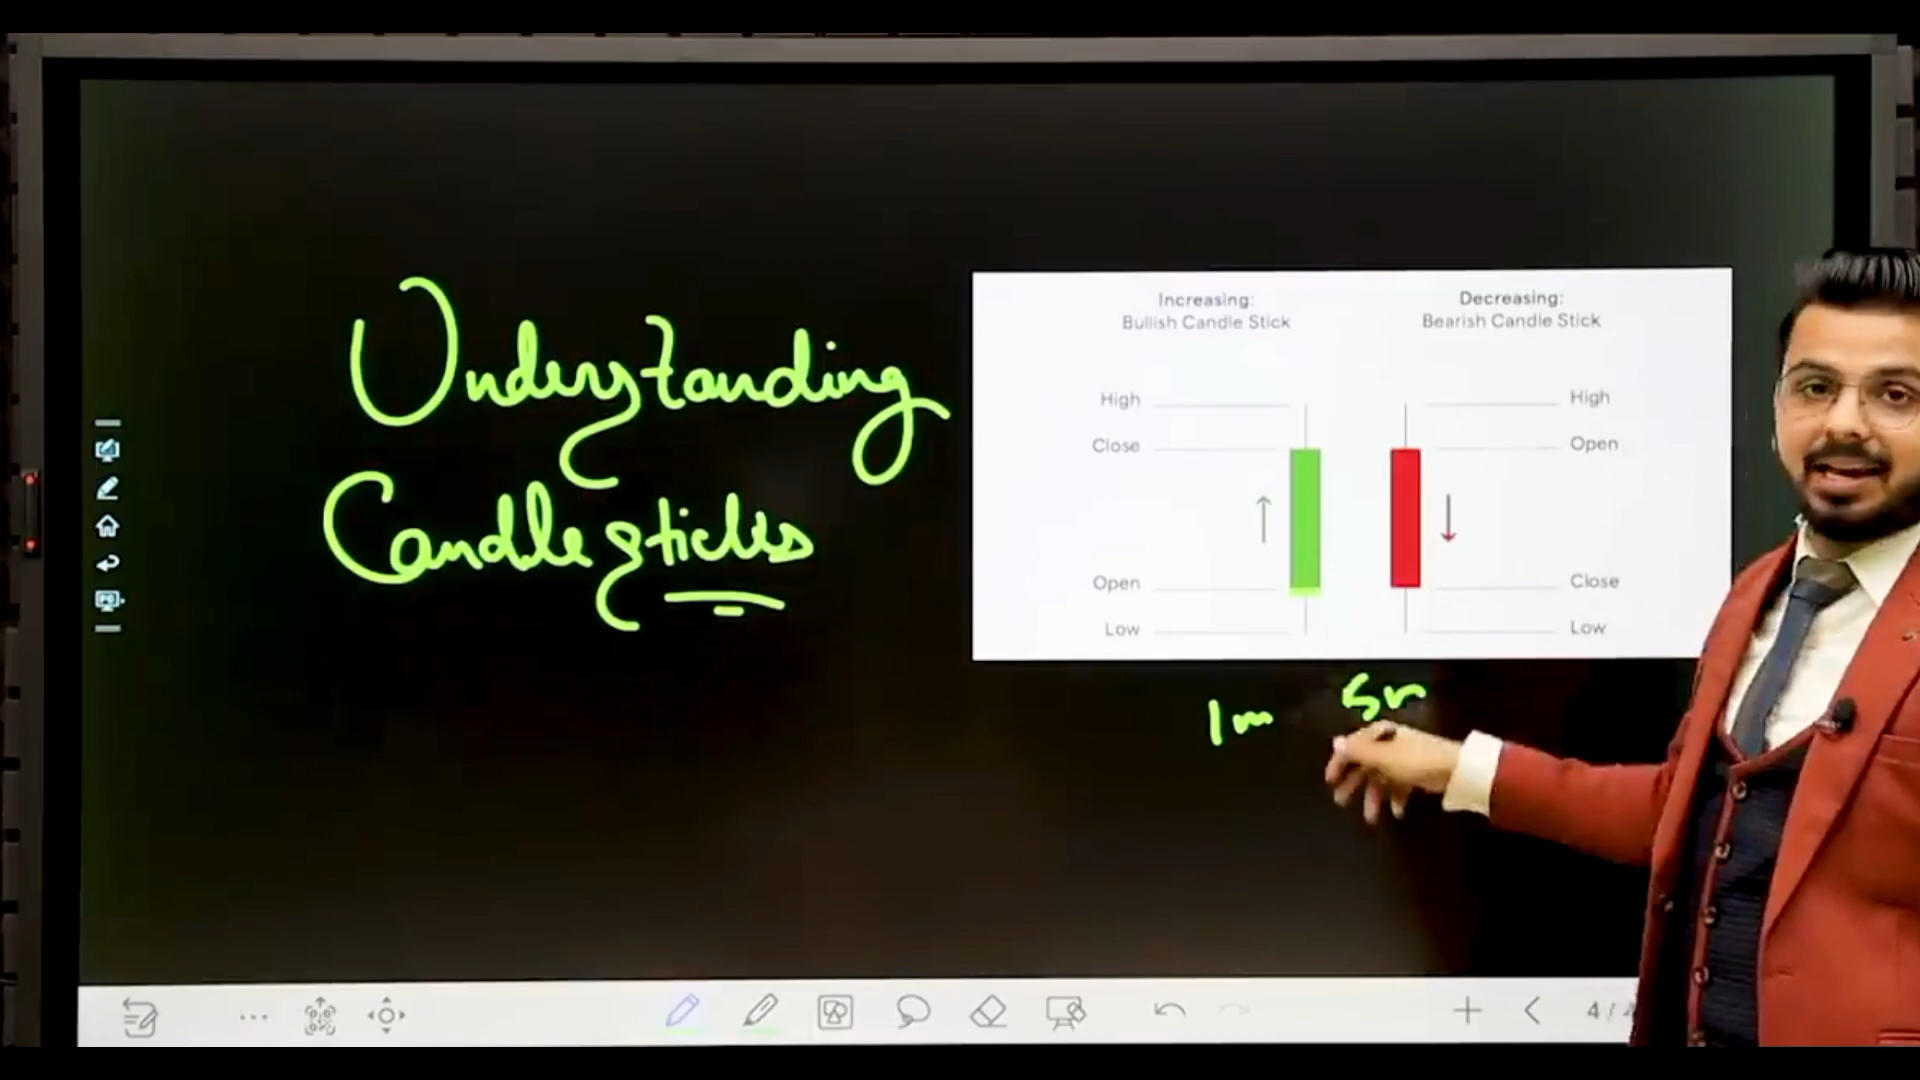 Understanding
Candlesticks
Increasing:
Bullish Candle Stick
Decreasing:
Bearish Candle Stick
High
Close
Open
Low
High
Open
Close
Low
1m 5m
4 /